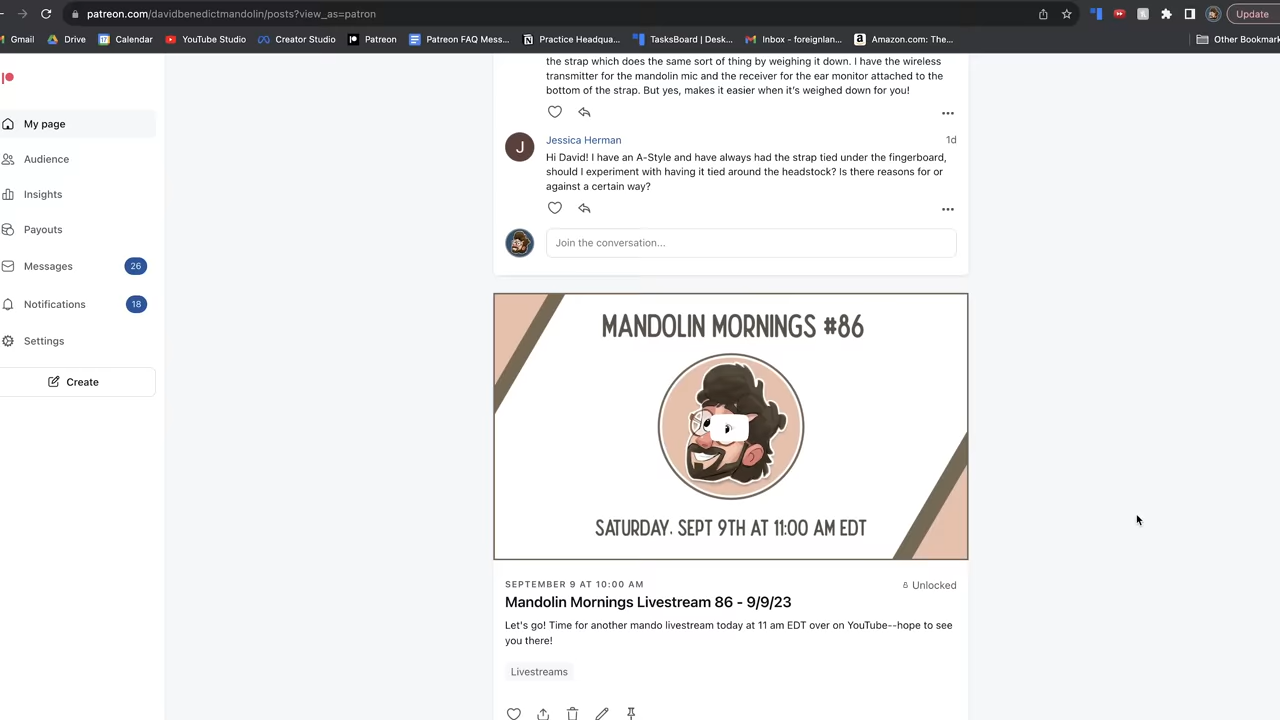 patreon.com/davidbenedictmandolin/posts?view_as=patron
Update
Gmail
Drive
Calendar
YouTube Studio
Creator Studio
Patreon
Patreon FAQ Mess...
Practice Headqua...
TasksBoard | Desk...
Inbox - foreignlan...
Amazon.com: The...
Other Bookmark
My page
Audience
Insights
Payouts
Messages
26
Notifications
18
Settings
Create
the strap which does the same sort of thing by weighing it down. I have the wireless
transmitter for the mandolin mic and the receiver for the ear monitor attached to the
bottom of the strap. But yes, makes it easier when it's weighed down for you!
J
Jessica Herman
1d
Hi David! I have an A-Style and have always had the strap tied under the fingerboard,
should I experiment with having it tied around the headstock? Is there reasons for or
against a certain way?
Join the conversation...
MANDOLIN MORNINGS #86
SATURDAY, SEPT 9TH AT 11:00 AM EDT
SEPTEMBER 9 AT 10:00 AM
Unlocked
Mandolin Mornings Livestream 86 - 9/9/23
Let's go! Time for another mando livestream today at 11 am EDT over on YouTube--hope to see
you there!
Livestreams